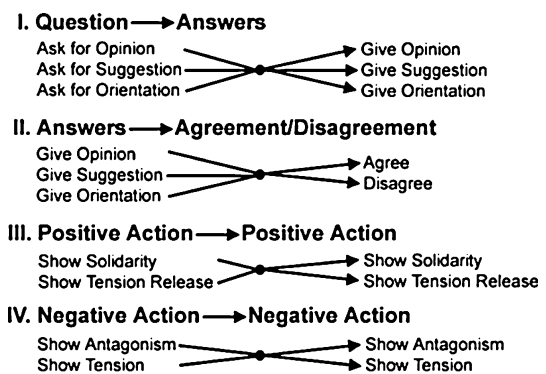 I. Question → Answers
Ask for Opinion Give Opinion
Ask for Suggestion Give Suggestion
Ask for Orientation Give Orientation
II. Answers → Agreement/Disagreement
Give Opinion
Agree
Give Suggestion
Disagree
Give Orientation
III. Positive Action → Positive Action
Show Solidarity Show Solidarity
Show Tension Release Show Tension Release
IV. Negative Action → Negative Action
Show Antagonism Show Antagonism
Show Tension Show Tension